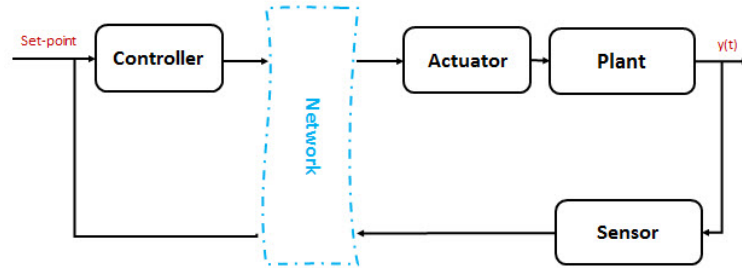 Set-point
Controller
Network
Actuator
Plant
y(t)
Sensor